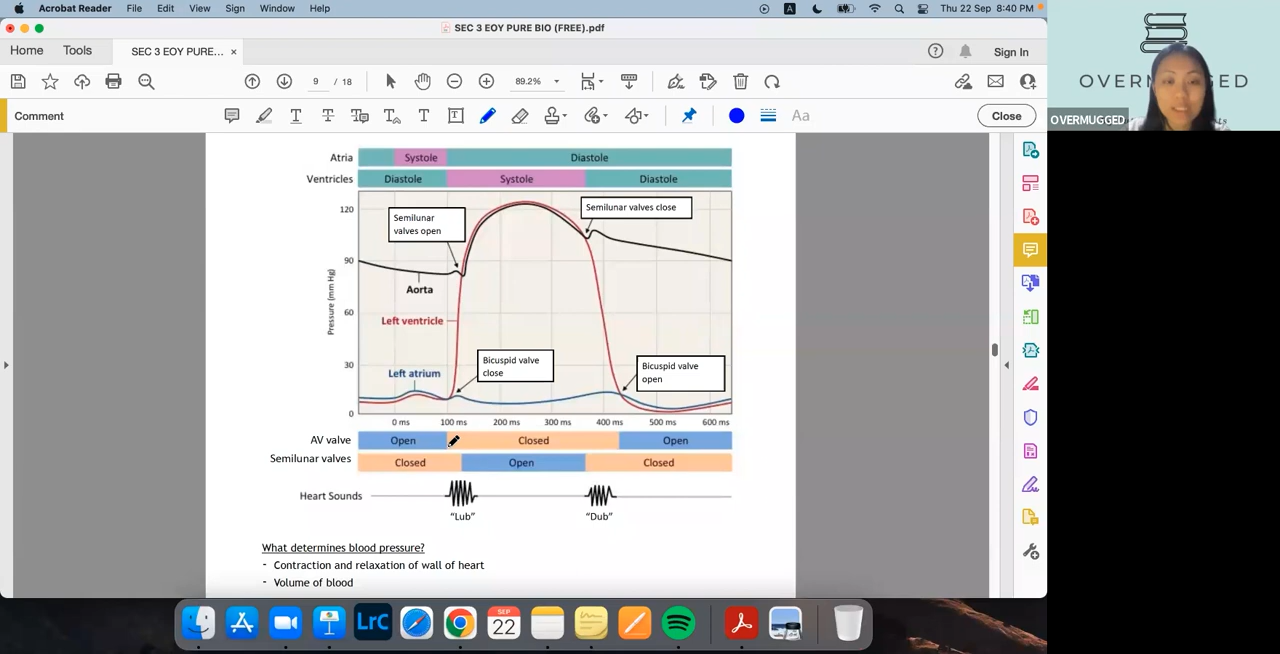 Acrobat Reader File Edit View Sign Window Help A Thu 22 Sep 8:40 PM
SEC 3 EOY PURE BIO (FREE).pdf
Home Tools SEC 3 EOY PURE... × Sign In
9 / 18 89.2%
Comment Aa Close
OVERMUGGED
OVERMUGGED
Atria Systole Diastole
Ventricles Diastole Systole Diastole
120
Semilunar valves close
Semilunar
valves open
90
Aorta
Pressure (mm Hg)
60
Left ventricle
30
Left atrium
Bicuspid valve
close
Bicuspid valve
open
0
0 ms 100 ms 200 ms 300 ms 400 ms 500 ms 600 ms
AV valve Open Closed Open
Semilunar valves Closed Open Closed
Heart Sounds
"Lub" "Dub"
What determines blood pressure?
- Contraction and relaxation of wall of heart
- Volume of blood
LrC SEP 22